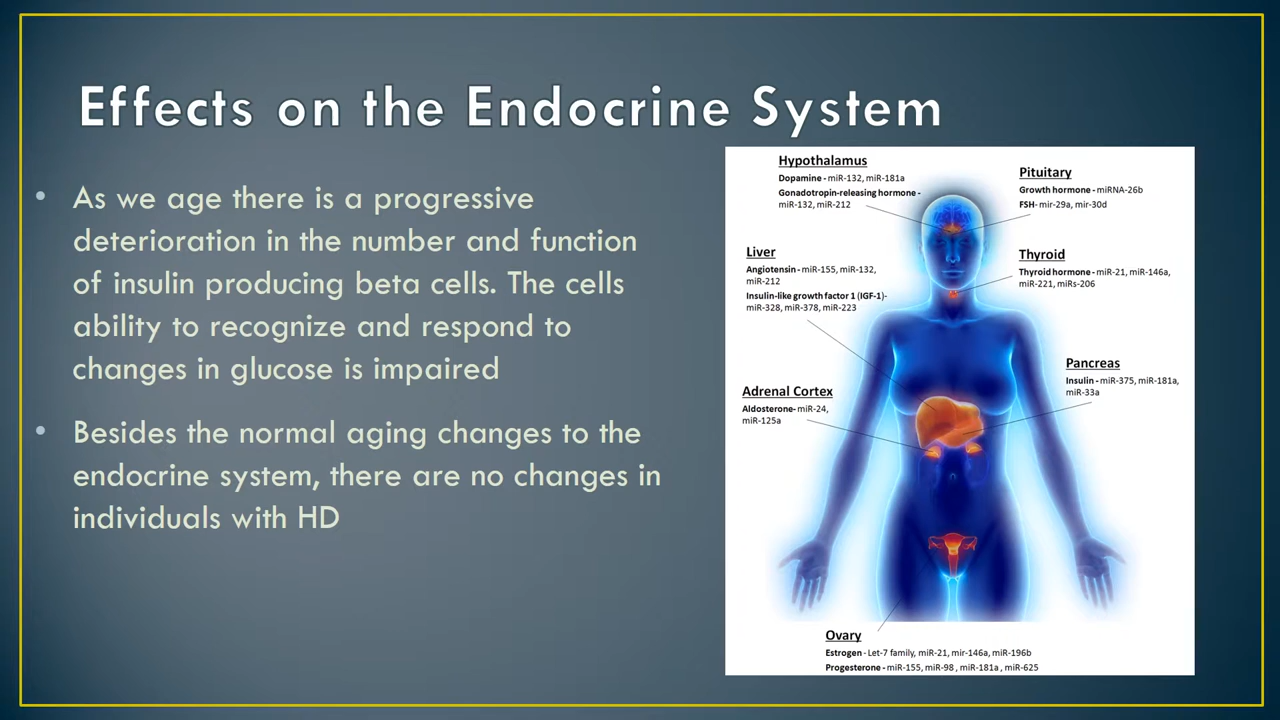 Effects on the Endocrine System
• As we age there is a progressive
deterioration in the number and function
of insulin producing beta cells. The cells
ability to recognize and respond to
changes in glucose is impaired
• Besides the normal aging changes to the
endocrine system, there are no changes in
individuals with HD
Hypothalamus
Dopamine - miR-132, miR-181a
Gonadotropin-releasing hormone -
miR-132, miR-212
Pituitary
Growth hormone - miRNA-26b
FSH- mir-29a, mir-30d
Liver
Angiotensin - miR-155, miR-132,
miR-212
Insulin-like growth factor 1 (IGF-1)-
miR-328, miR-378, miR-223
Thyroid
Thyroid hormone - miR-21, miR-146a,
miR-221, miRs-206
Pancreas
Insulin - miR-375, miR-181a,
miR-33a
Adrenal Cortex
Aldosterone- miR-24,
miR-125a
Ovary
Estrogen - Let-7 family, miR-21, mir-146a, miR-196b
Progesterone - miR-155, miR-98 , miR-181a , miR-625